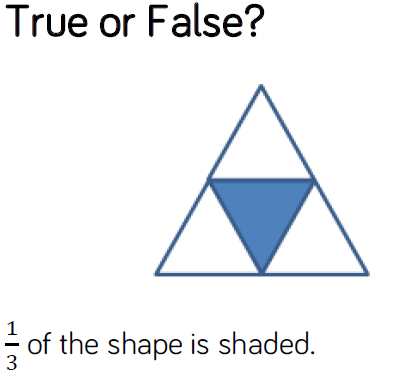 True or False?
1/3 of the shape is shaded.